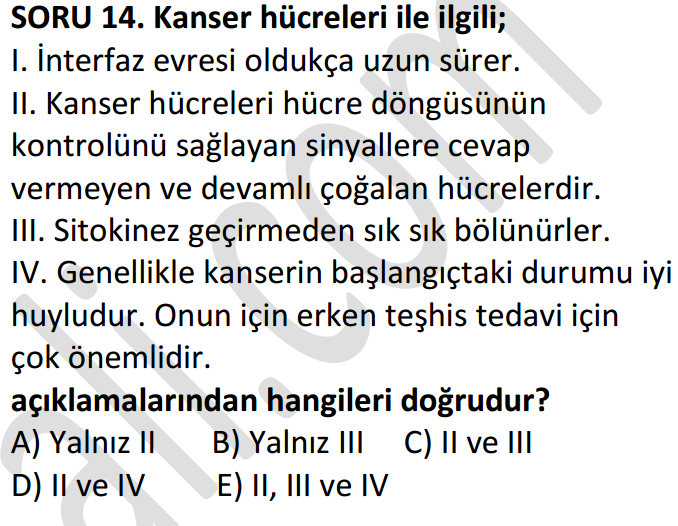 SORU 14. Kanser hücreleri ile ilgili;
I. İnterfaz evresi oldukça uzun sürer.
II. Kanser hücreleri hücre döngüsünün
kontrolünü sağlayan sinyallere cevap
vermeyen ve devamlı çoğalan hücrelerdir.
III. Sitokinez geçirmeden sık sık bölünürler.
IV. Genellikle kanserin başlangıçtaki durumu iyi
huyludur. Onun için erken teşhis tedavi için
çok önemlidir.
açıklamalarından hangileri doğrudur?
A) Yalnız II B) Yalnız III C) II ve III
D) II ve IV E) II, III ve IV